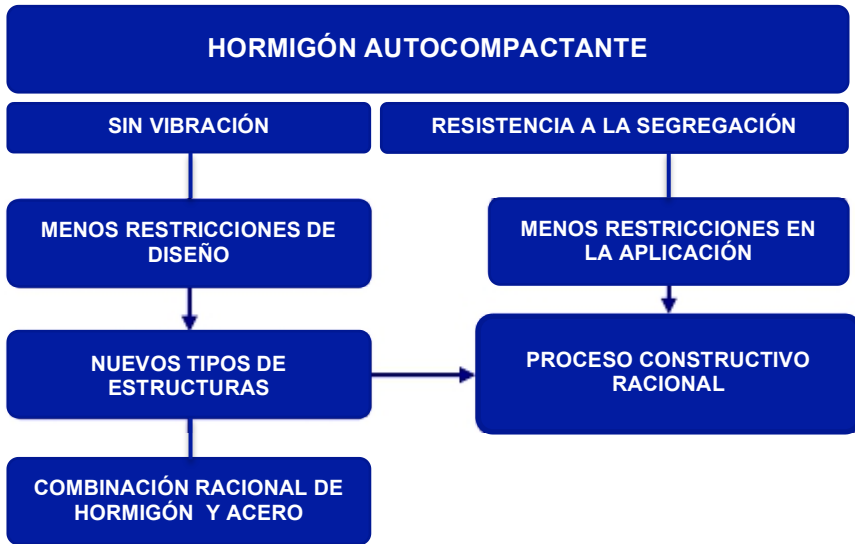 HORMIGÓN AUTOCOMPACTANTE
SIN VIBRACIÓN
RESISTENCIA A LA SEGREGACIÓN
MENOS RESTRICCIONES DE
DISEÑO
MENOS RESTRICCIONES EN
LA APLICACIÓN
NUEVOS TIPOS DE
ESTRUCTURAS
PROCESO CONSTRUCTIVO
RACIONAL
COMBINACIÓN RACIONAL DE
HORMIGÓN Y ACERO